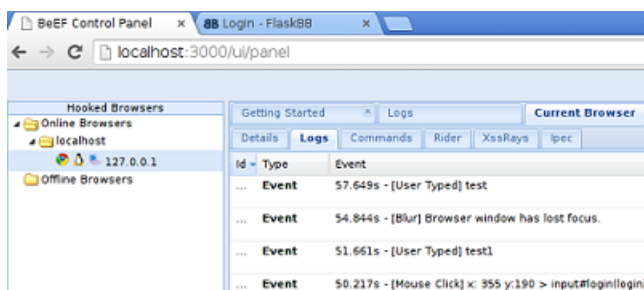 BeEF Control Panel
BB Login - FlaskBB
localhost:3000/ui/panel
Hooked Browsers
Getting Started Logs Current Browser
Online Browsers
Details Logs Commands Rider XssRays Ipec
localhost
127.0.0.1
Id Type Event
Offline Browsers
... Event 57.649s - [User Typed] test
... Event 54.844s - [Blur] Browser window has lost focus.
... Event 51.661s - [User Typed] test1
... Event 50.217s - [Mouse Click] x: 355 y:190 > input#login(login)